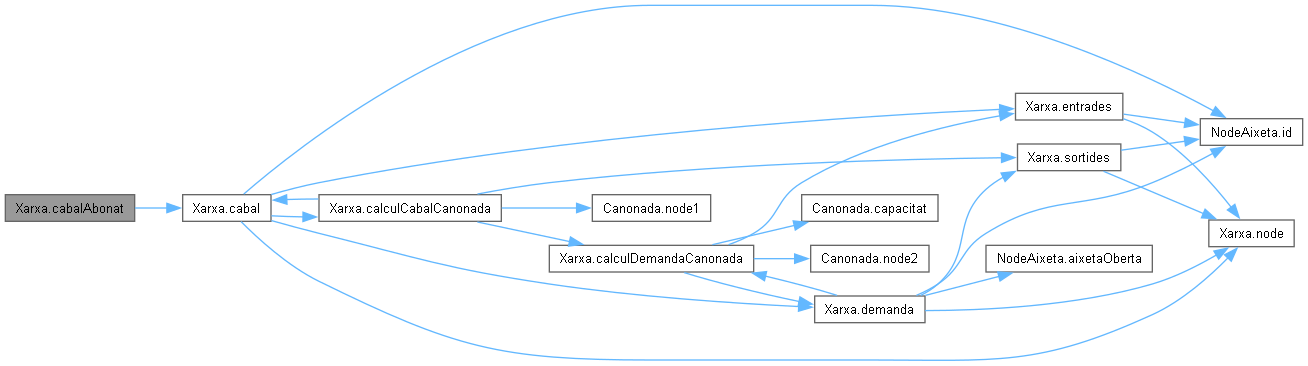 Xarxa.cabalAbonat
Xarxa.cabal
Xarxa.calculCabalCanonada
Canonada.node1
Xarxa.calculDemandaCanonada
Canonada.capacitat
Canonada.node2
Xarxa.demanda
Xarxa.entrades
Xarxa.sortides
NodeAixeta.aixetaOberta
NodeAixeta.id
Xarxa.node